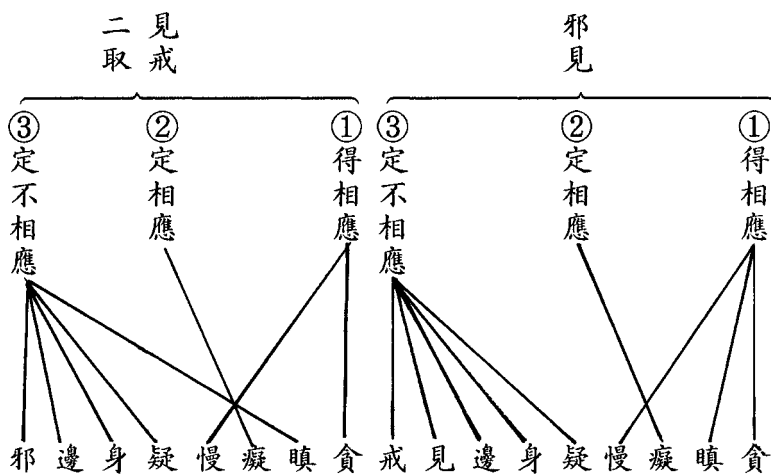 邪見
①得相應
②定相應
③定不相應
貪
瞋
癡
慢
疑
身
邊
見
戒
見戒
二取
①得相應
②定相應
③定不相應
貪
瞋
癡
慢
疑
身
邊
邪